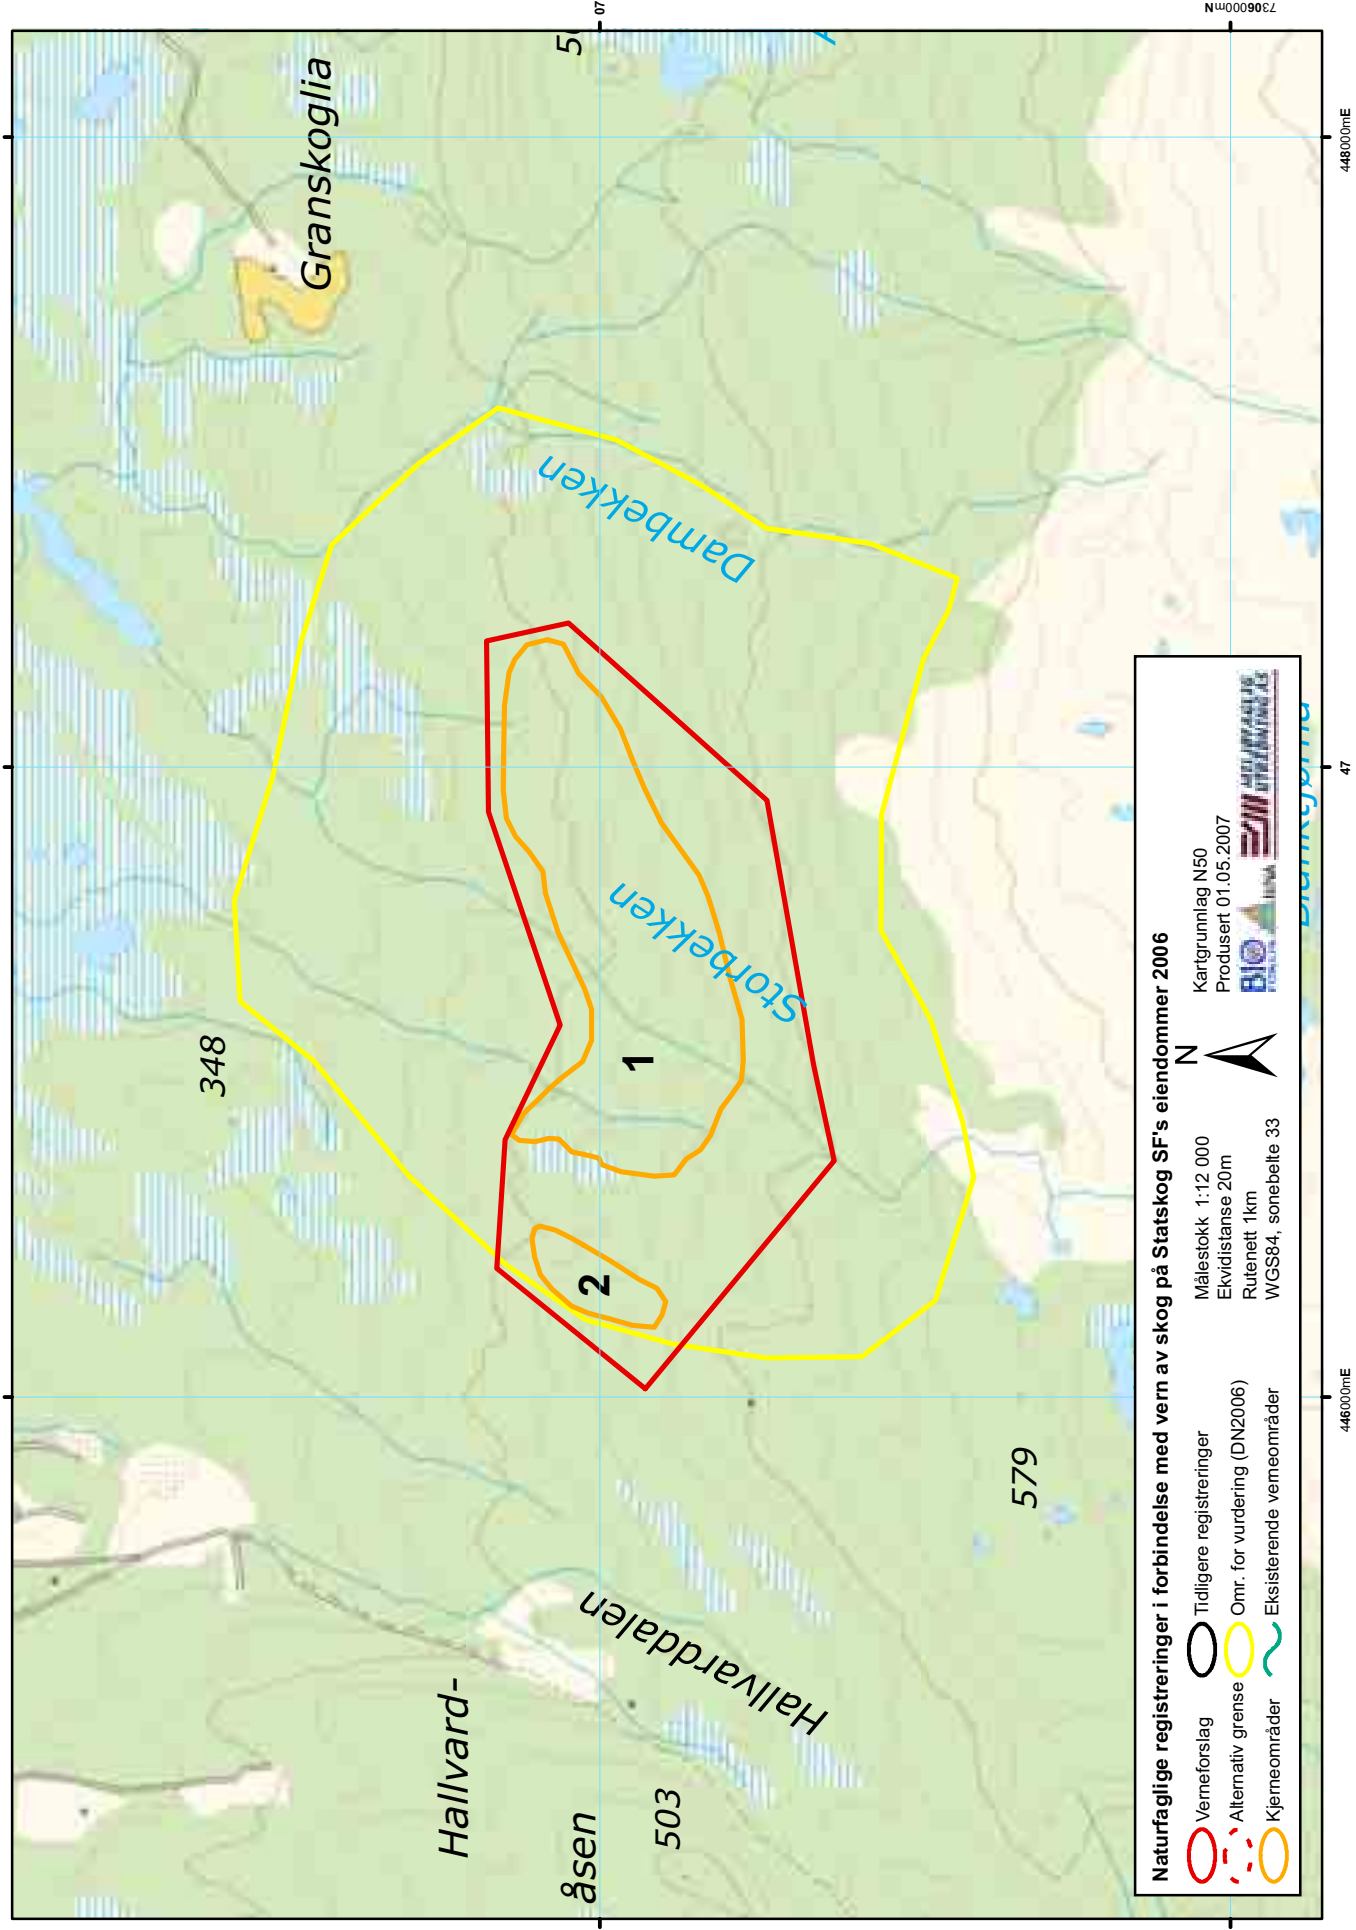 Granskoglia
Dambekken
Storbekken
348
1
2
579
Hallvarddalen
Hallvard-
åsen
503
07
7306000mN
448000mE
47
446000mE
Naturfaglige registreringer i forbindelse med vern av skog på Statskog SF's eiendommer 2006
Verneforslag
Alternativ grense
Kjerneområder
Tidligere registreringer
Omr. for vurdering (DN2006)
Eksisterende verneområder
Målestokk 1:12 000
Ekvidistanse 20m
Rutenett 1km
WGS84, sonebelte 33
N
Kartgrunnlag N50
Produsert 01.05.2007
BIO